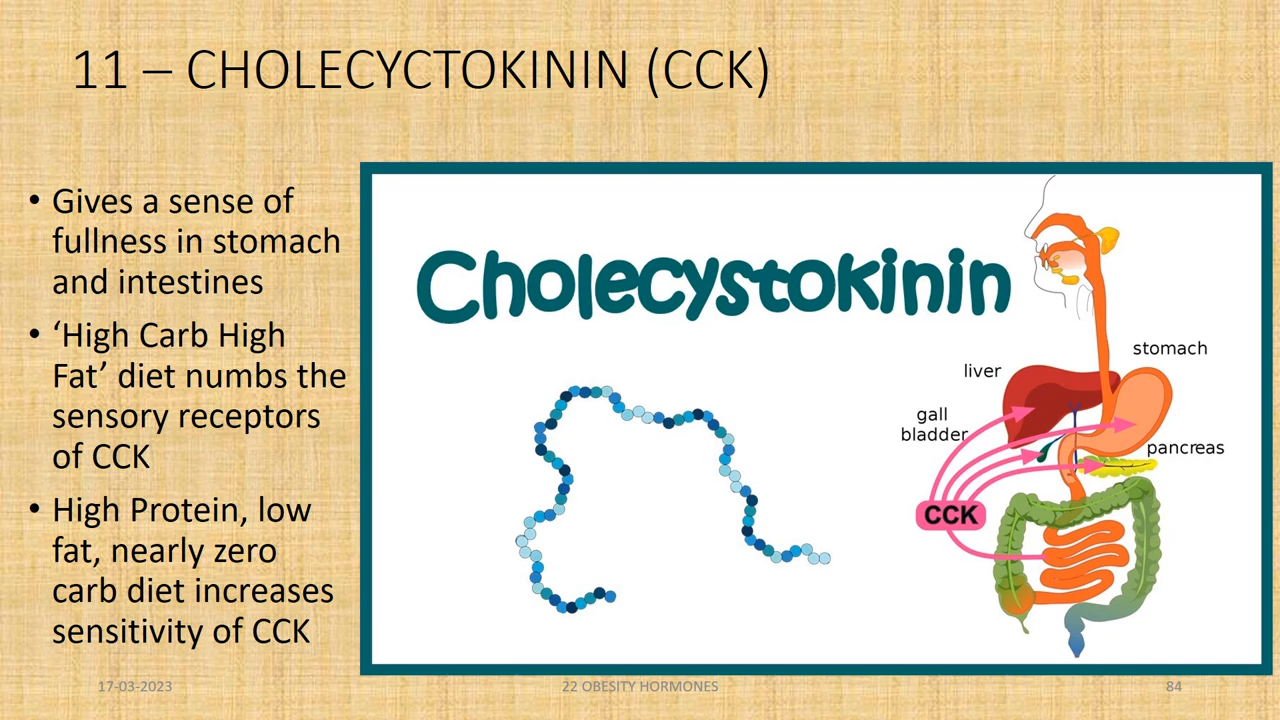 11 – CHOLECYCTOKININ (CCK)
• Gives a sense of
fullness in stomach
and intestines
• ‘High Carb High
Fat’ diet numbs the
sensory receptors
of CCK
• High Protein, low
fat, nearly zero
carb diet increases
sensitivity of CCK
Cholecystokinin
stomach
liver
gall
bladder
pancreas
CCK
17-03-2023
22 OBESITY HORMONES
84